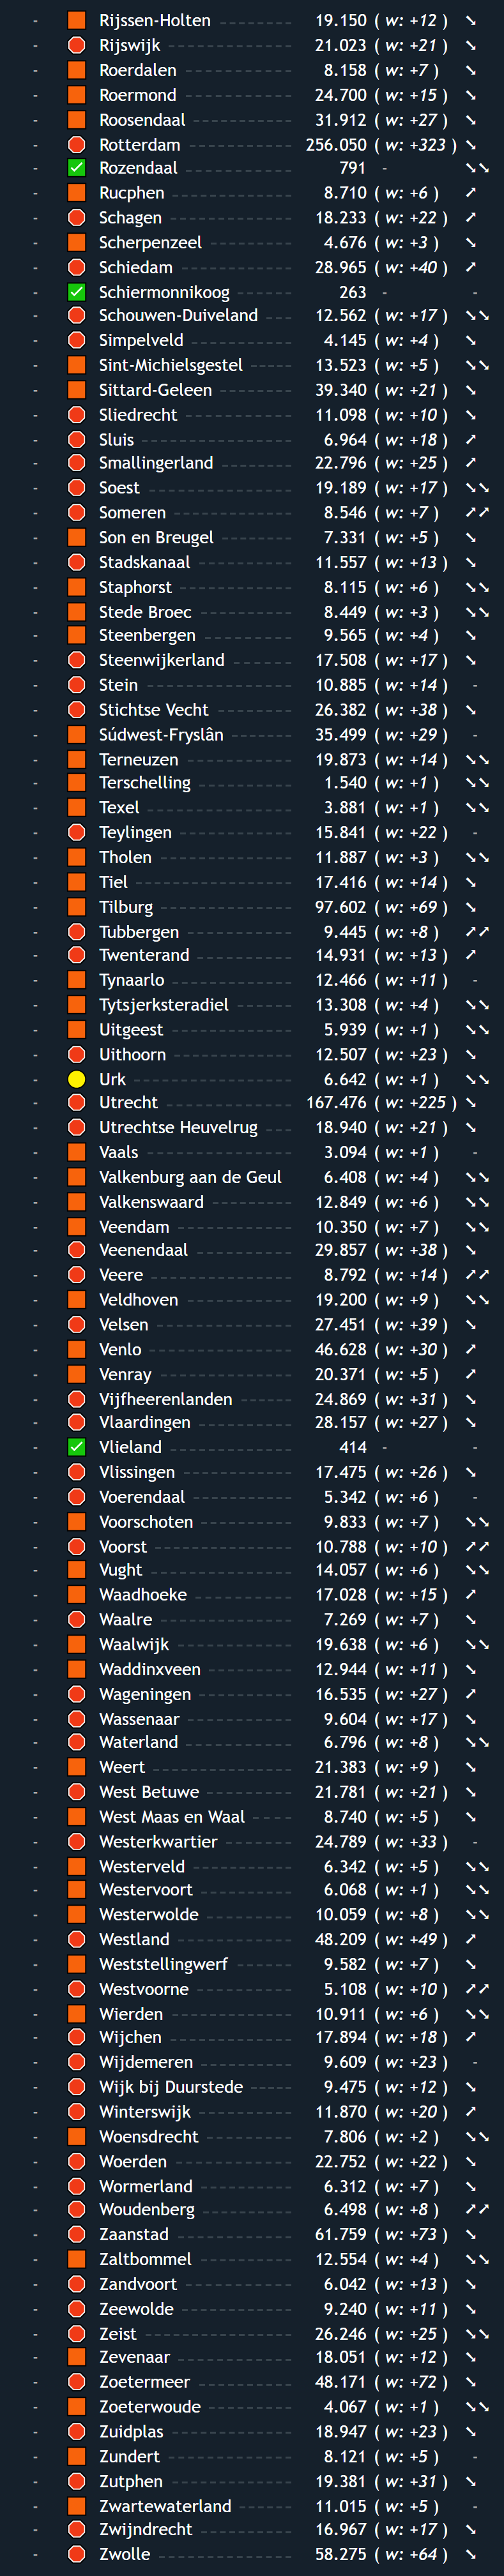 - Rijssen-Holten 19.150 ( w: +12 ) ↘
- Rijswijk 21.023 ( w: +21 ) ↘
- Roerdalen 8.158 ( w: +7 ) ↘
- Roermond 24.700 ( w: +15 ) ↘
- Roosendaal 31.912 ( w: +27 ) ↘
- Rotterdam 256.050 ( w: +323 ) ↘
- Rozendaal 791 - ↘↘
- Rucphen 8.710 ( w: +6 ) ↗
- Schagen 18.233 ( w: +22 ) ↗
- Scherpenzeel 4.676 ( w: +3 ) ↘
- Schiedam 28.965 ( w: +40 ) ↗
- Schiermonnikoog 263 - -
- Schouwen-Duiveland 12.562 ( w: +17 ) ↘↘
- Simpelveld 4.145 ( w: +4 ) ↘
- Sint-Michielsgestel 13.523 ( w: +5 ) ↘↘
- Sittard-Geleen 39.340 ( w: +21 ) ↘
- Sliedrecht 11.098 ( w: +10 ) ↘
- Sluis 6.964 ( w: +18 ) ↗
- Smallingerland 22.796 ( w: +25 ) ↗
- Soest 19.189 ( w: +17 ) ↘↘
- Someren 8.546 ( w: +7 ) ↗↗
- Son en Breugel 7.331 ( w: +5 ) ↘
- Stadskanaal 11.557 ( w: +13 ) ↘
- Staphorst 8.115 ( w: +6 ) ↘↘
- Stede Broec 8.449 ( w: +3 ) ↘↘
- Steenbergen 9.565 ( w: +4 ) ↘
- Steenwijkerland 17.508 ( w: +17 ) ↘
- Stein 10.885 ( w: +14 ) -
- Stichtse Vecht 26.382 ( w: +38 ) ↘
- Súdwest-Fryslân 35.499 ( w: +29 ) -
- Terneuzen 19.873 ( w: +14 ) ↘↘
- Terschelling 1.540 ( w: +1 ) ↘↘
- Texel 3.881 ( w: +1 ) ↘↘
- Teylingen 15.841 ( w: +22 ) -
- Tholen 11.887 ( w: +3 ) ↘↘
- Tiel 17.416 ( w: +14 ) ↘
- Tilburg 97.602 ( w: +69 ) ↘
- Tubbergen 9.445 ( w: +8 ) ↗↗
- Twenterand 14.931 ( w: +13 ) ↗
- Tynaarlo 12.466 ( w: +11 ) -
- Tytsjerksteradiel 13.308 ( w: +4 ) ↘↘
- Uitgeest 5.939 ( w: +1 ) ↘↘
- Uithoorn 12.507 ( w: +23 ) ↘
- Urk 6.642 ( w: +1 ) ↘↘
- Utrecht 167.476 ( w: +225 ) ↘
- Utrechtse Heuvelrug 18.940 ( w: +21 ) ↘
- Vaals 3.094 ( w: +1 ) -
- Valkenburg aan de Geul 6.408 ( w: +4 ) ↘↘
- Valkenswaard 12.849 ( w: +6 ) ↘↘
- Veendam 10.350 ( w: +7 ) ↘↘
- Veenendaal 29.857 ( w: +38 ) ↘
- Veere 8.792 ( w: +14 ) ↗↗
- Veldhoven 19.200 ( w: +9 ) ↘↘
- Velsen 27.451 ( w: +39 ) ↘
- Venlo 46.628 ( w: +30 ) ↗
- Venray 20.371 ( w: +5 ) ↗
- Vijfheerenlanden 24.869 ( w: +31 ) ↘
- Vlaardingen 28.157 ( w: +27 ) ↘
- Vlieland 414 - -
- Vlissingen 17.475 ( w: +26 ) ↘
- Voerendaal 5.342 ( w: +6 ) -
- Voorschoten 9.833 ( w: +7 ) ↘↘
- Voorst 10.788 ( w: +10 ) ↗↗
- Vught 14.057 ( w: +6 ) ↘↘
- Waadhoeke 17.028 ( w: +15 ) ↗
- Waalre 7.269 ( w: +7 ) ↘
- Waalwijk 19.638 ( w: +6 ) ↘↘
- Waddinxveen 12.944 ( w: +11 ) ↘
- Wageningen 16.535 ( w: +27 ) ↗
- Wassenaar 9.604 ( w: +17 ) ↘
- Waterland 6.796 ( w: +8 ) ↘↘
- Weert 21.383 ( w: +9 ) ↘
- West Betuwe 21.781 ( w: +21 ) ↘
- West Maas en Waal 8.740 ( w: +5 ) ↘
- Westerkwartier 24.789 ( w: +33 ) -
- Westerveld 6.342 ( w: +5 ) ↘↘
- Westervoort 6.068 ( w: +1 ) ↘↘
- Westerwolde 10.059 ( w: +8 ) ↘↘
- Westland 48.209 ( w: +49 ) ↗
- Weststellingwerf 9.582 ( w: +7 ) ↘
- Westvoorne 5.108 ( w: +10 ) ↗↗
- Wierden 10.911 ( w: +6 ) ↘↘
- Wijchen 17.894 ( w: +18 ) ↗
- Wijdemeren 9.609 ( w: +23 ) -
- Wijk bij Duurstede 9.475 ( w: +12 ) ↘
- Winterswijk 11.870 ( w: +20 ) ↗
- Woensdrecht 7.806 ( w: +2 ) ↘↘
- Woerden 22.752 ( w: +22 ) ↘
- Wormerland 6.312 ( w: +7 ) ↘
- Woudenberg 6.498 ( w: +8 ) ↗↗
- Zaanstad 61.759 ( w: +73 ) ↘
- Zaltbommel 12.554 ( w: +4 ) ↘↘
- Zandvoort 6.042 ( w: +13 ) ↘
- Zeewolde 9.240 ( w: +11 ) ↘
- Zeist 26.246 ( w: +25 ) ↘↘
- Zevenaar 18.051 ( w: +12 ) ↘
- Zoetermeer 48.171 ( w: +72 ) ↘
- Zoeterwoude 4.067 ( w: +1 ) ↘↘
- Zuidplas 18.947 ( w: +23 ) ↘
- Zundert 8.121 ( w: +5 ) -
- Zutphen 19.381 ( w: +31 ) ↘
- Zwartewaterland 11.015 ( w: +5 ) -
- Zwijndrecht 16.967 ( w: +17 ) ↘
- Zwolle 58.275 ( w: +64 ) ↘